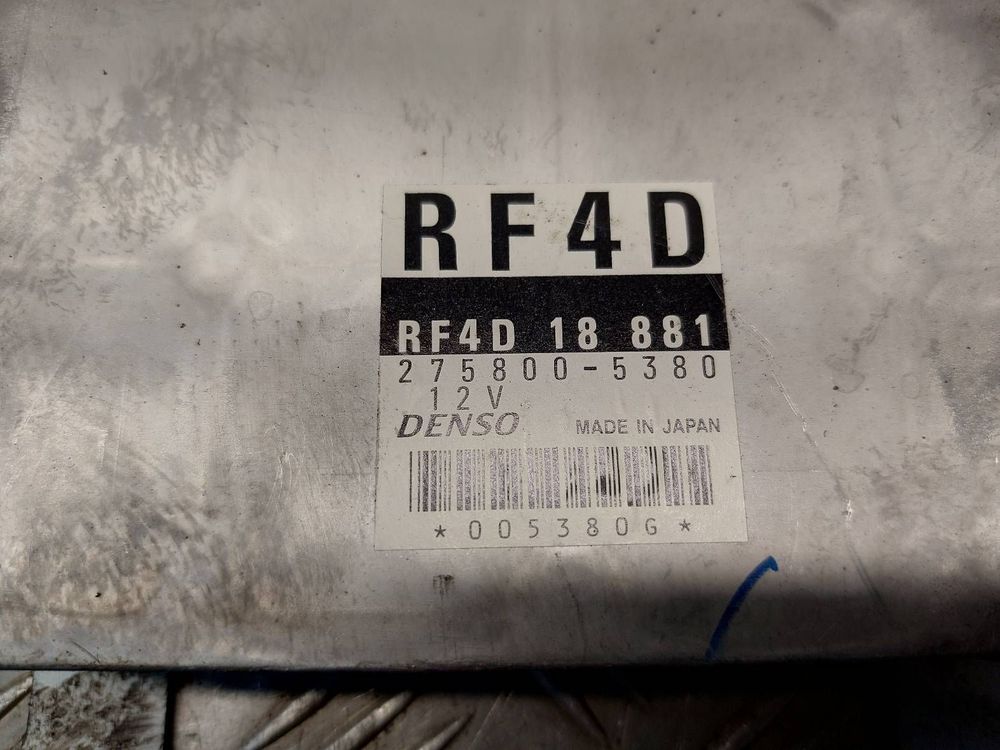 RF4D
RF4D 18 881
275800-5380
12V
DENSO MADE IN JAPAN
*005380G*